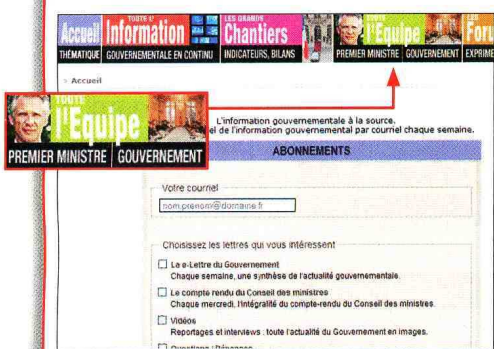 Accueil
THÉMATIQUE
TOUTE L'
Information
GOUVERNEMENTALE EN CONTINU
LES GRANDS
Chantiers
INDICATEURS, BILANS
TOUTE
l'Equipe
PREMIER MINISTRE GOUVERNEMENT
LES
Foru
EXPRIME
> Accueil
TOUTE
l'Equipe
PREMIER MINISTRE GOUVERNEMENT
L'information gouvernementale à la source.
el de l'information gouvernemental par courriel chaque semaine.
ABONNEMENTS
Votre courriel
nom.prenom@domaine.fr
Choisissez les lettres qui vous intéressent
La e-Lettre du Gouvernement
Chaque semaine, une synthèse de l'actualité gouvernementale.
Le compte rendu du Conseil des ministres
Chaque mercredi, l'intégralité du compte-rendu du Conseil des ministres.
Vidéos
Reportages et interviews : toute l'actualité du Gouvernement en images.
Questions / Réponses